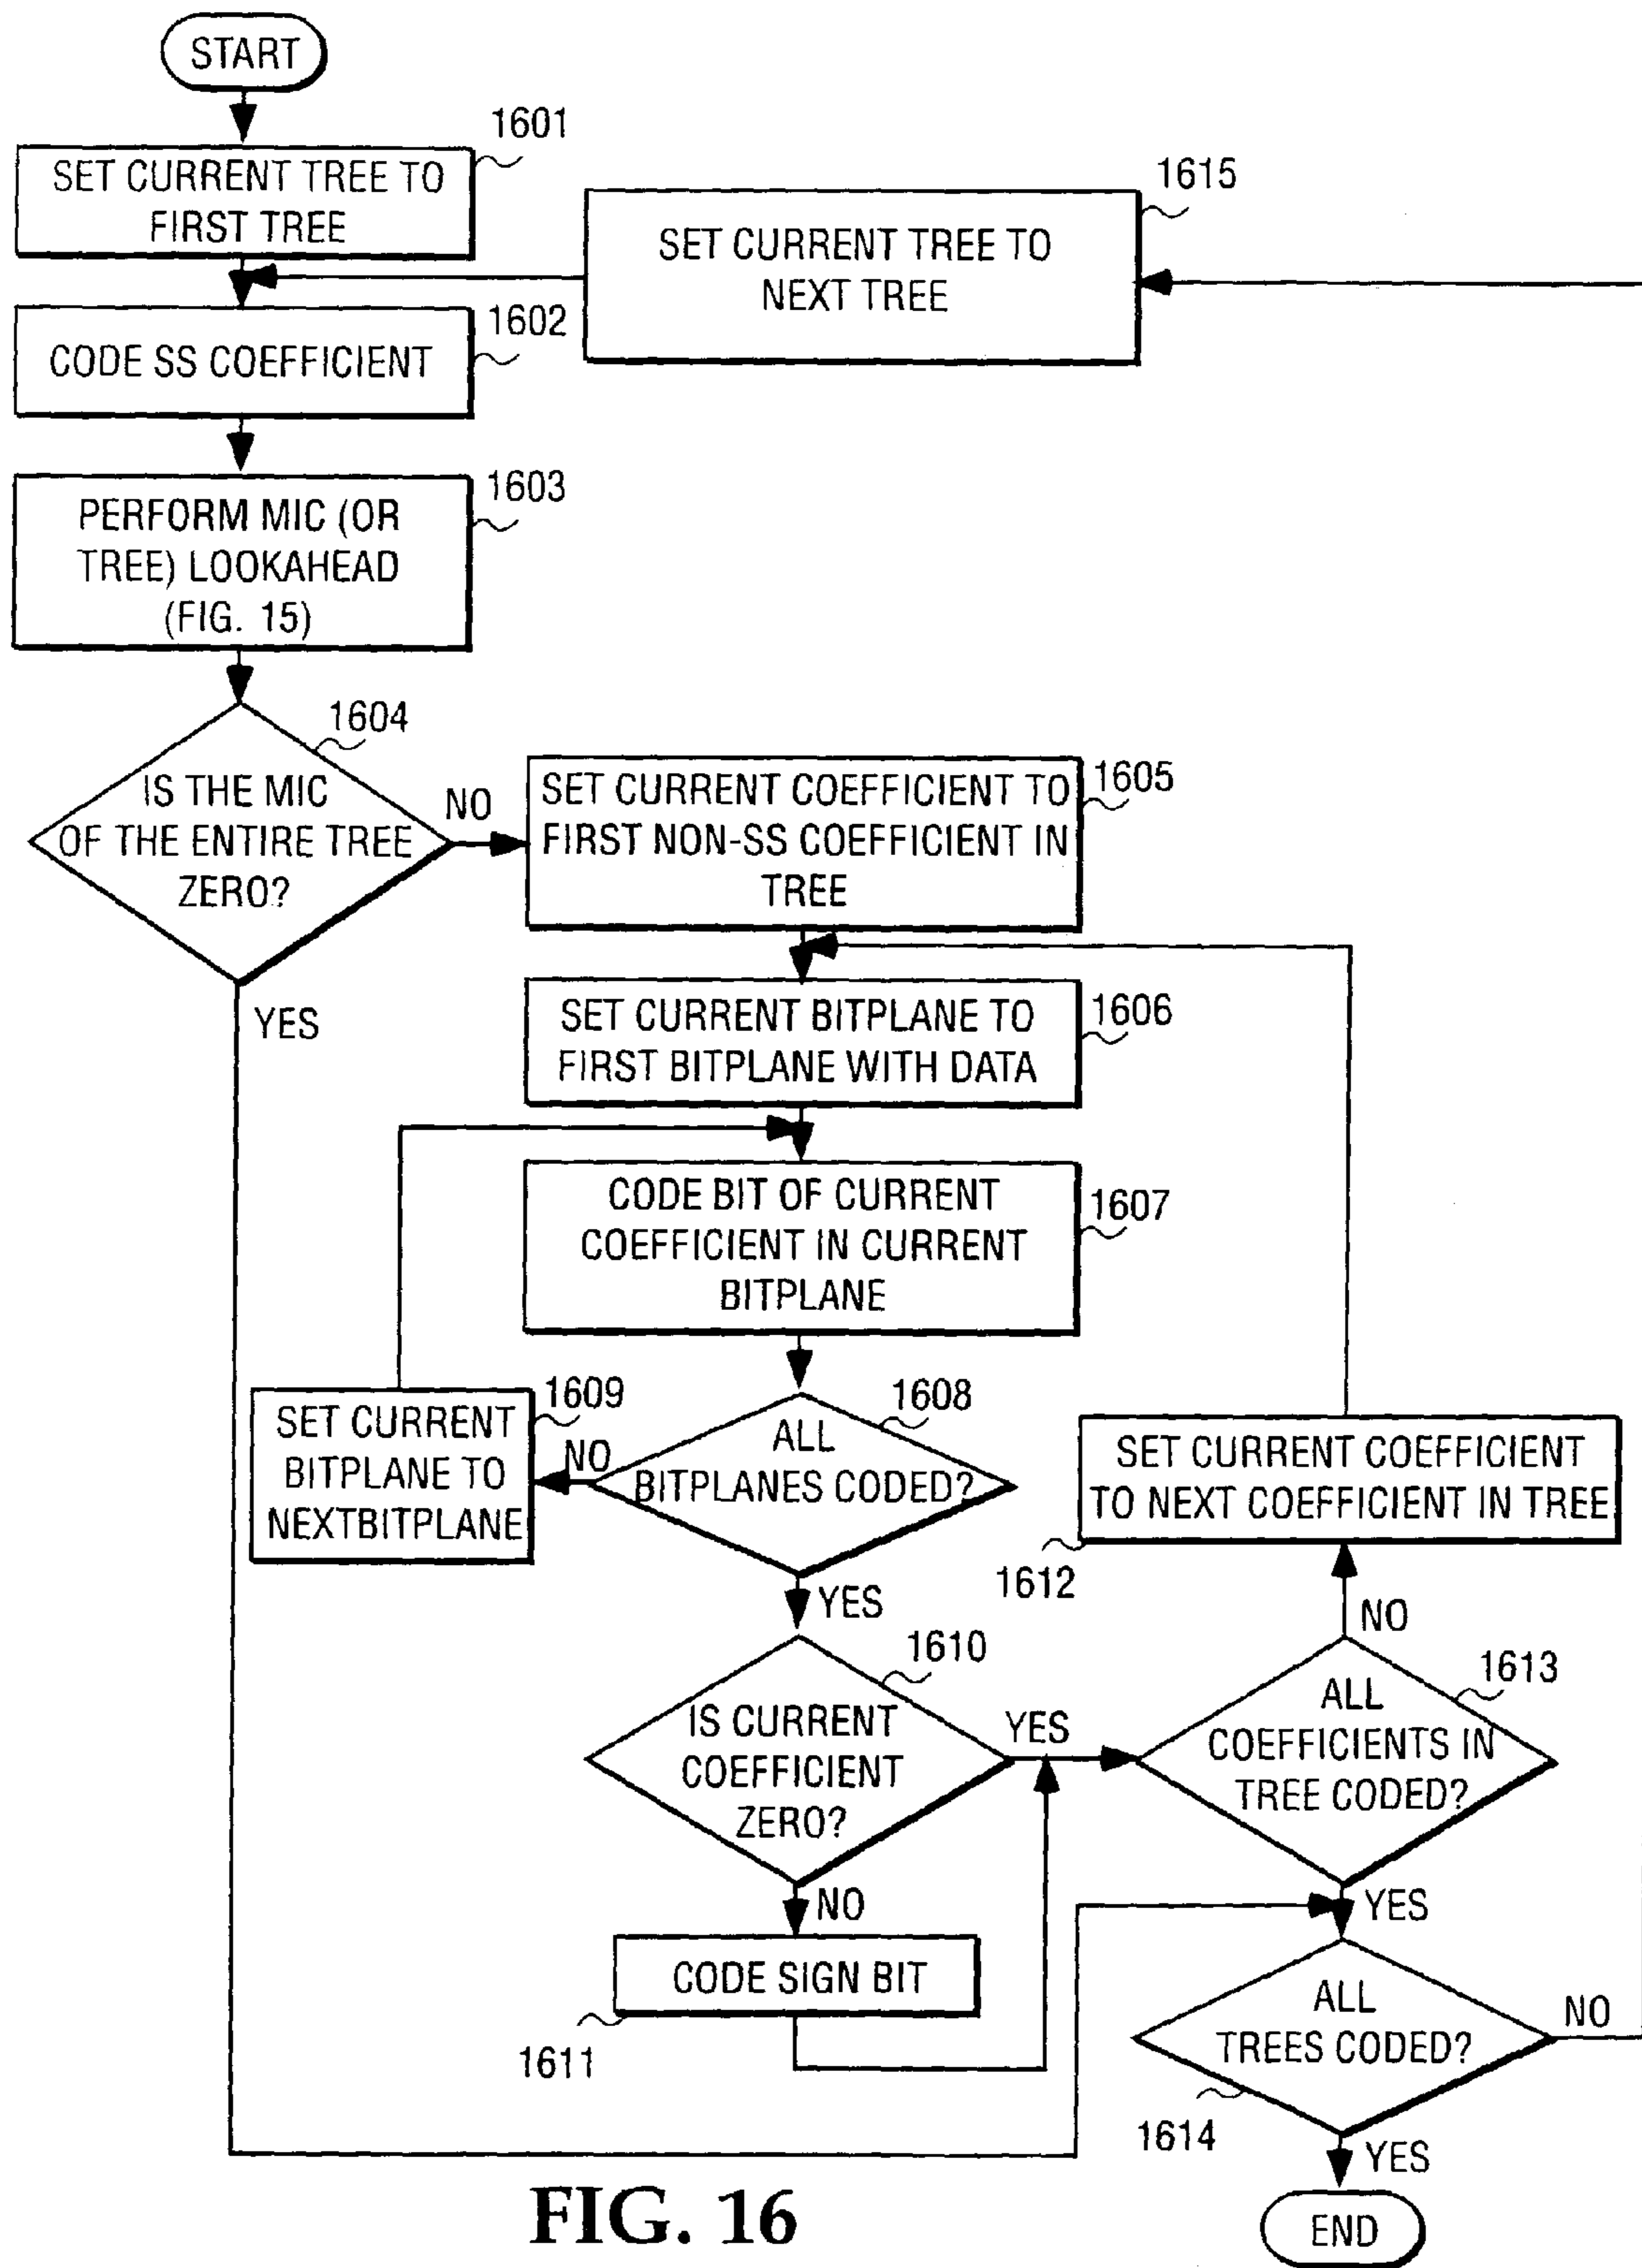 START
1601
SET CURRENT TREE TO
FIRST TREE
1615
SET CURRENT TREE TO
NEXT TREE
1602
CODE SS COEFFICIENT
1603
PERFORM MIC (OR
TREE) LOOKAHEAD
(FIG. 15)
1604
IS THE MIC
OF THE ENTIRE TREE
ZERO?
NO
YES
1605
SET CURRENT COEFFICIENT TO
FIRST NON-SS COEFFICIENT IN
TREE
1606
SET CURRENT BITPLANE TO
FIRST BITPLANE WITH DATA
1607
CODE BIT OF CURRENT
COEFFICIENT IN CURRENT
BITPLANE
1608
ALL
BITPLANES CODED?
NO
YES
1609
SET CURRENT
BITPLANE TO
NEXTBITPLANE
1610
IS CURRENT
COEFFICIENT
ZERO?
YES
NO
CODE SIGN BIT
1611
SET CURRENT COEFFICIENT
TO NEXT COEFFICIENT IN TREE
1612
NO
1613
ALL
COEFFICIENTS IN
TREE CODED?
YES
ALL
TREES CODED?
NO
1614
YES
END
FIG. 16